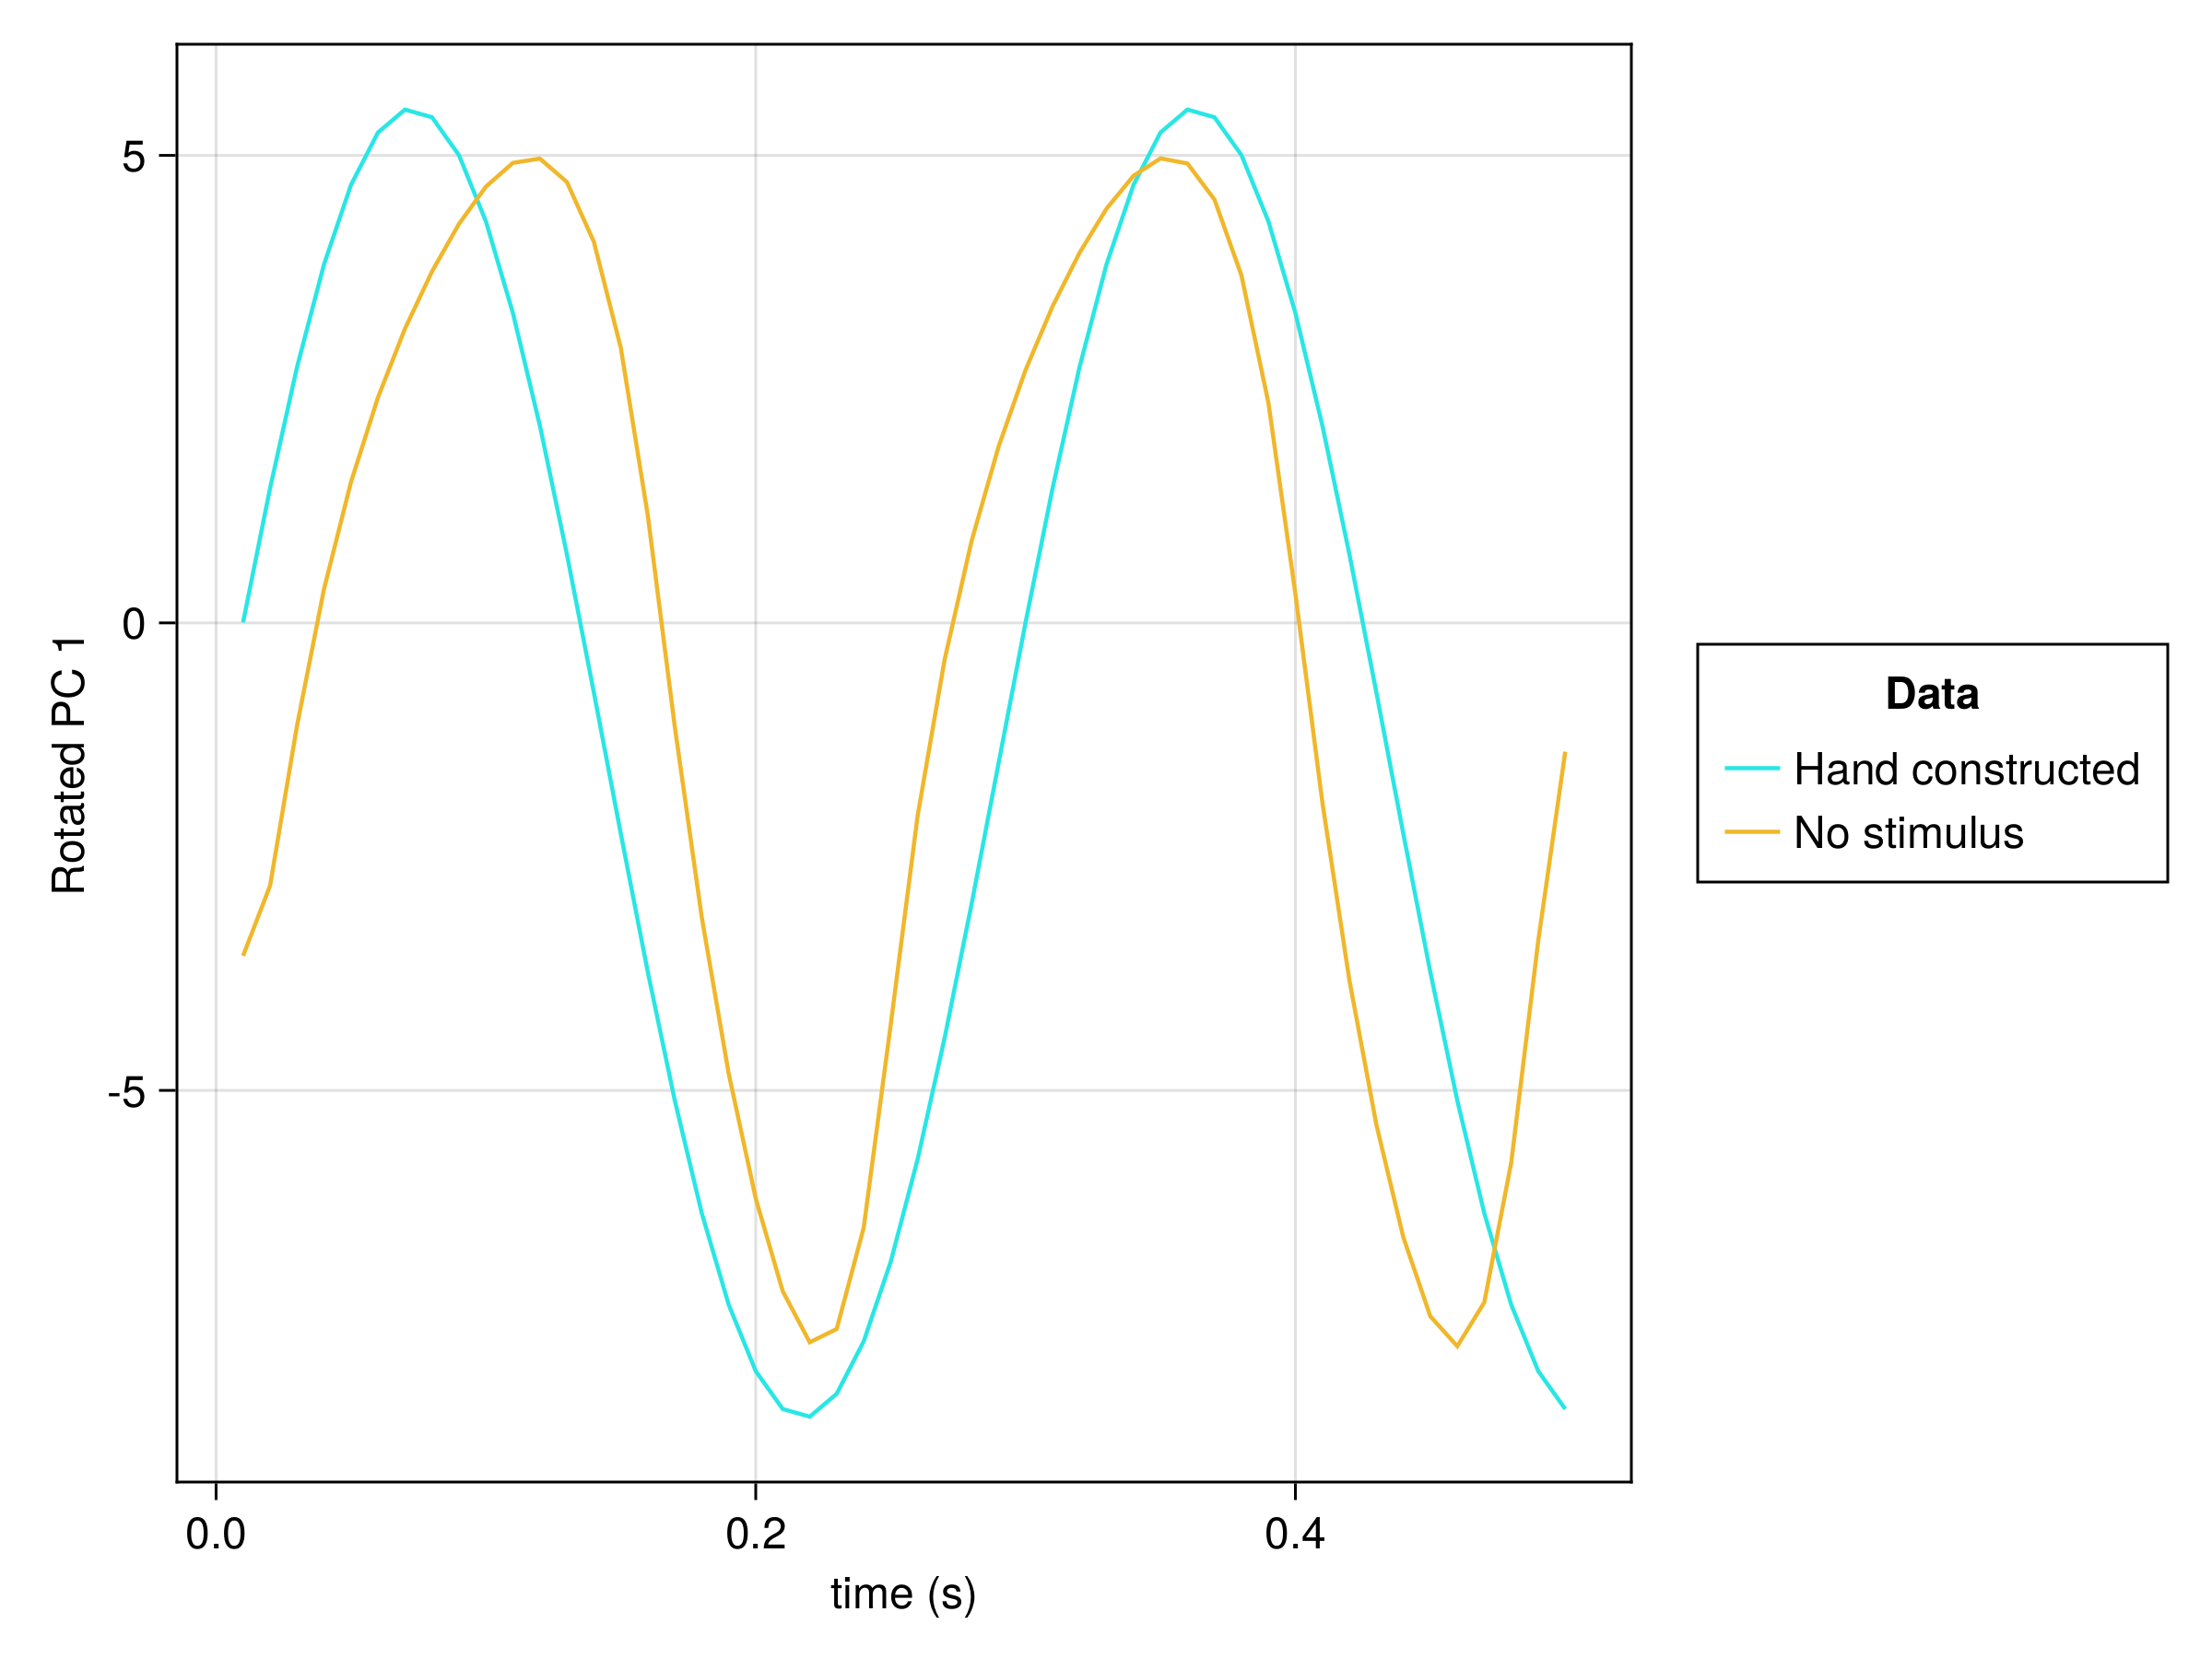 Rotated PC 1
5
0
-5
0.0 0.2 0.4
time (s)
Data
Hand constructed
No stimulus